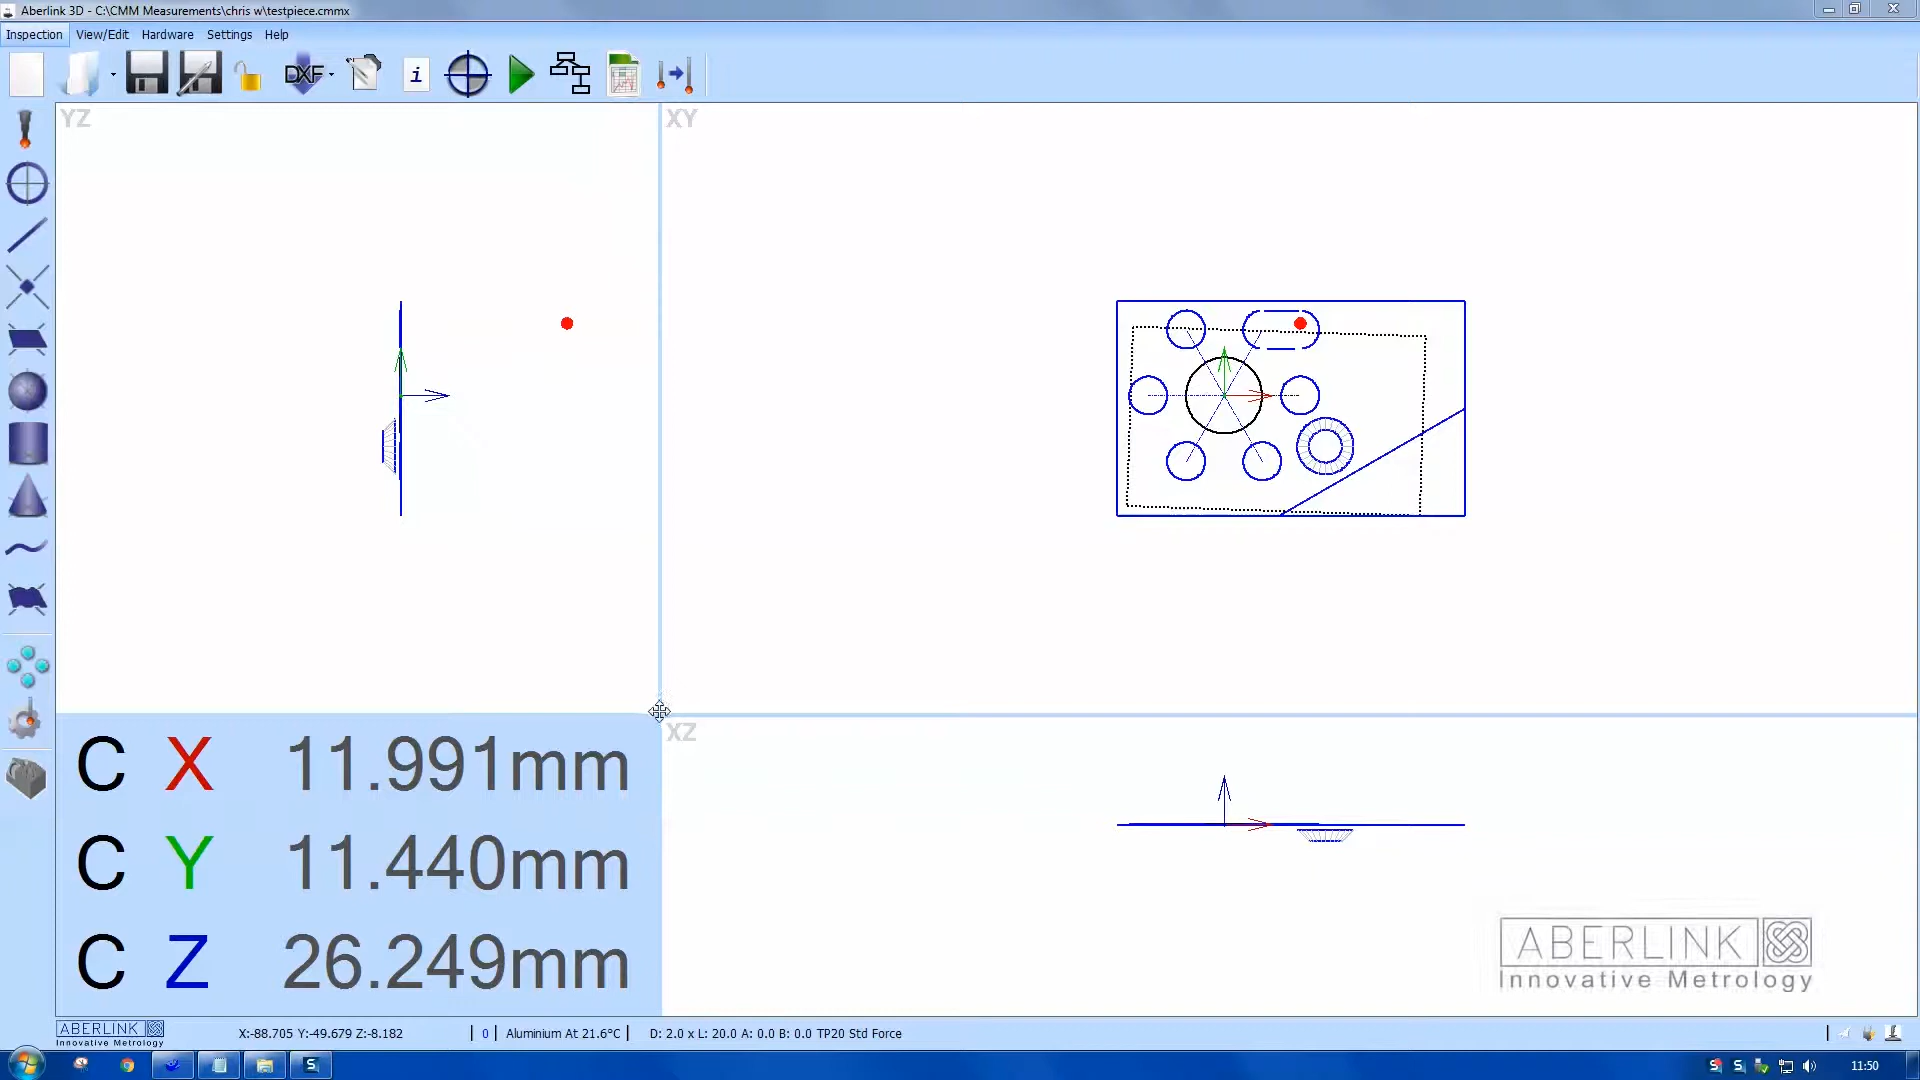 Aberlink 3D - C:\CMM Measurements\chris w\testpiece.cmmx
Inspection View/Edit Hardware Settings Help
DXF
i
YZ
XY
XZ
C X 11.991mm
C Y 11.440mm
C Z 26.249mm
ABERLINK
Innovative Metrology
ABERLINK
Innovative Metrology
X:-88.705 Y:-49.679 Z:-8.182
0
Aluminium At 21.6°C
D: 2.0 x L: 20.0 A: 0.0 B: 0.0 TP20 Std Force
11:50